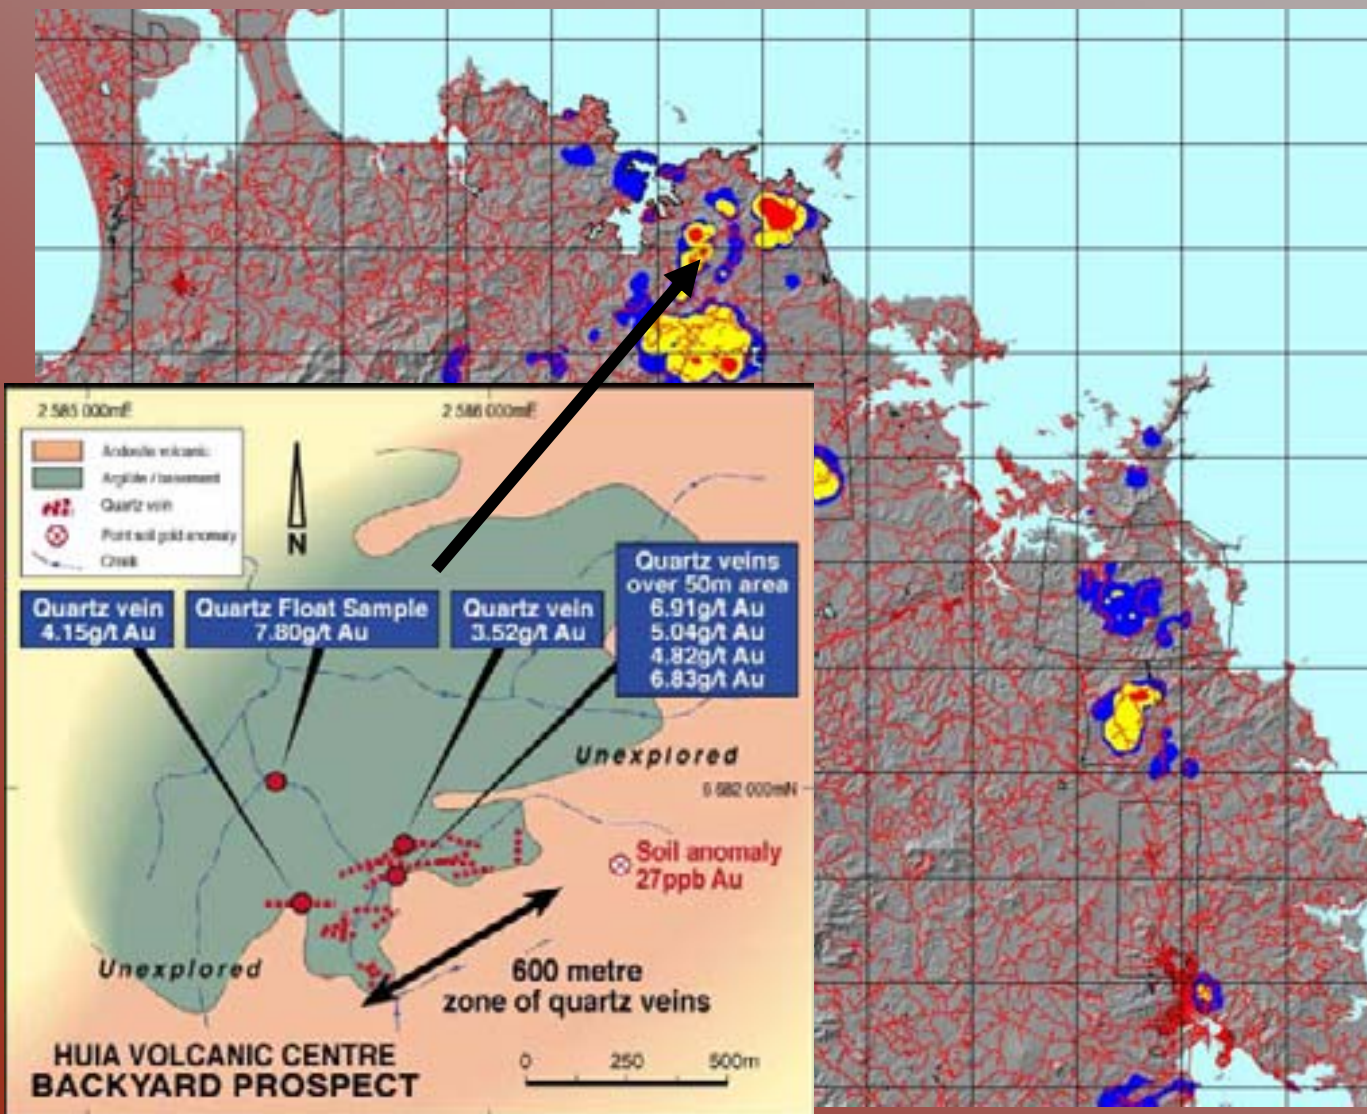 2 585 000mE
2 586 000mE
Andesite volcanic
Argillite / basement
Quartz vein
Point soil gold anomaly
Creek
N
Quartz vein
4.15g/t Au
Quartz Float Sample
7.80g/t Au
Quartz vein
3.52g/t Au
Quartz veins
over 50m area
6.91g/t Au
5.04g/t Au
4.82g/t Au
6.83g/t Au
Unexplored
6 682 000mN
Soil anomaly
27ppb Au
Unexplored
600 metre
zone of quartz veins
HUIA VOLCANIC CENTRE
BACKYARD PROSPECT
0 250 500m